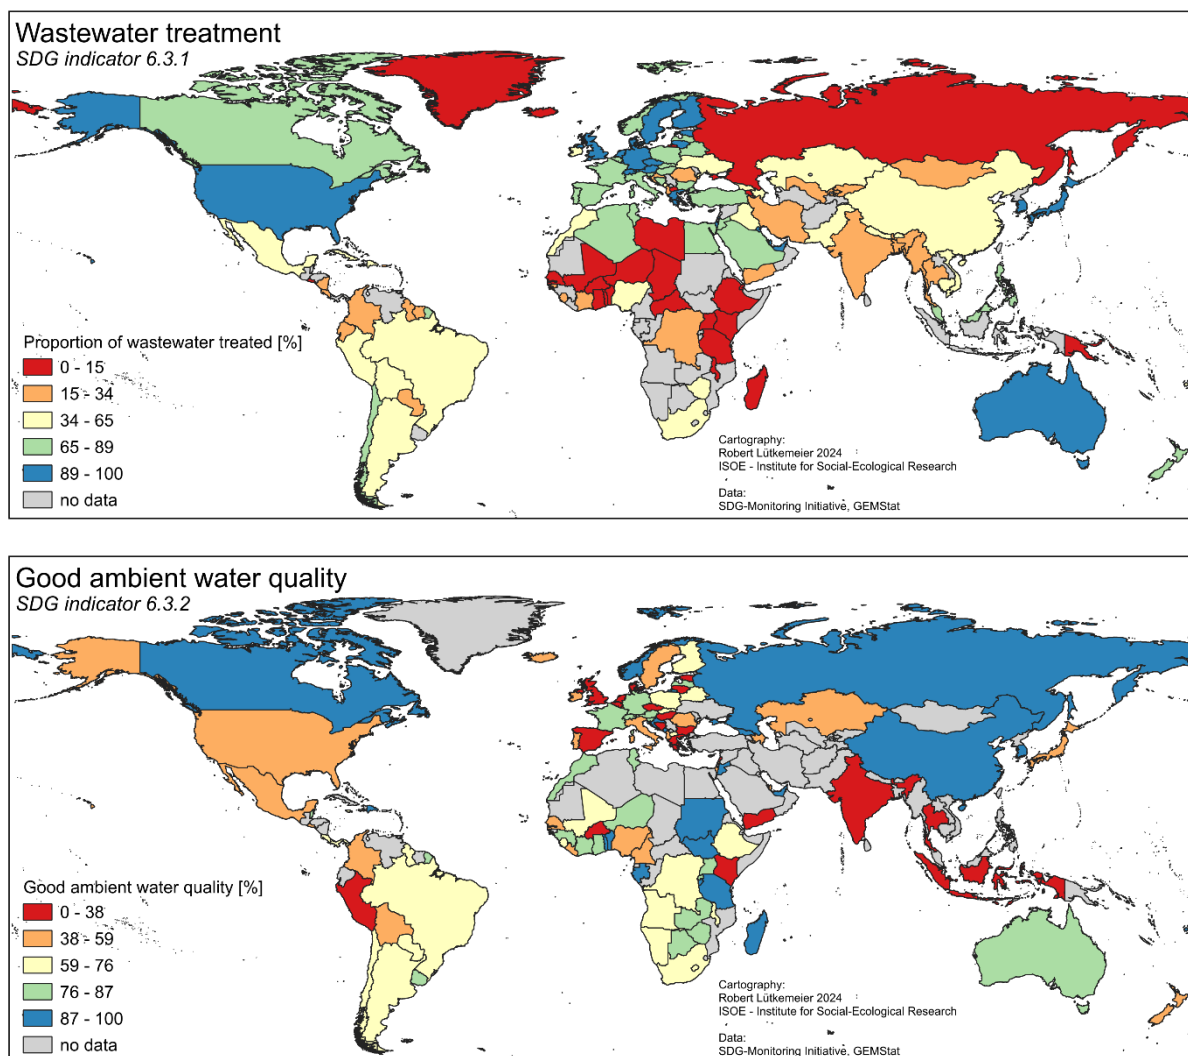 Wastewater treatment
SDG indicator 6.3.1
Proportion of wastewater treated [%]
0 - 15
15 - 34
34 - 65
65 - 89
89 - 100
no data
Cartography:
Robert Lütkemeier 2024
ISOE - Institute for Social-Ecological Research
Data:
SDG-Monitoring Initiative, GEMStat
Good ambient water quality
SDG indicator 6.3.2
Good ambient water quality [%]
0 - 38
38 - 59
59 - 76
76 - 87
87 - 100
no data
Cartography:
Robert Lütkemeier 2024
ISOE - Institute for Social-Ecological Research
Data:
SDG-Monitoring Initiative, GEMStat